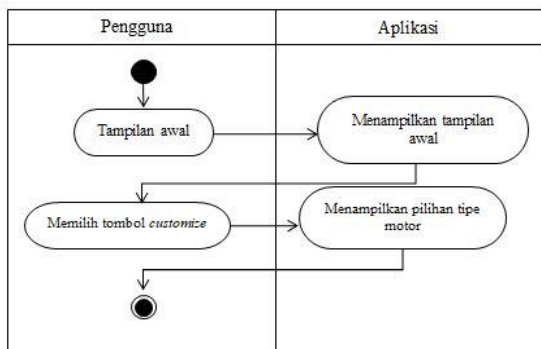 Pengguna
Aplikasi
Tampilan awal
Menampilkan tampilan
awal
Memilih tombol customize
Menampilkan pilihan tipe
motor